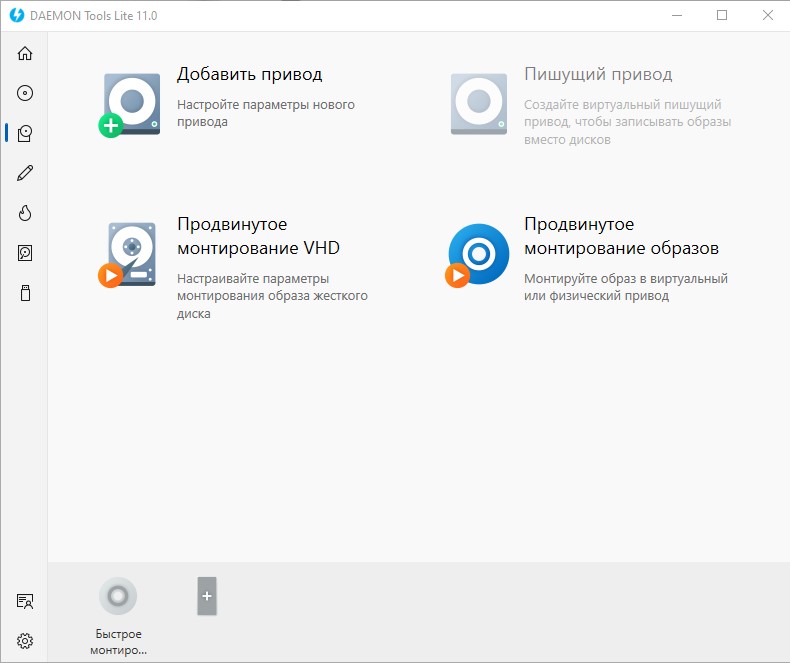 DAEMON Tools Lite 11.0
Добавить привод
Настройте параметры нового
привода
Пишущий привод
Создайте виртуальный пишущий
привод, чтобы записывать образы
вместо дисков
Продвинутое
монтирование VHD
Настраивайте параметры
монтирования образа жесткого
диска
Продвинутое
монтирование образов
Монтируйте образ в виртуальный
или физический привод
Быстрое
монтиро...